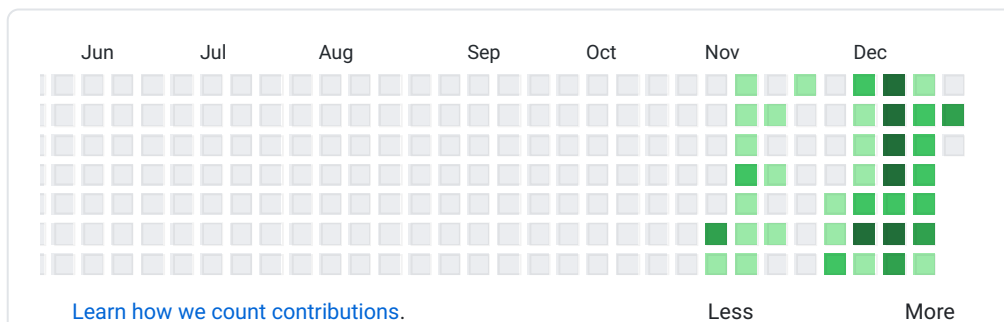 Jun Jul Aug Sep Oct Nov Dec
Learn how we count contributions. Less More